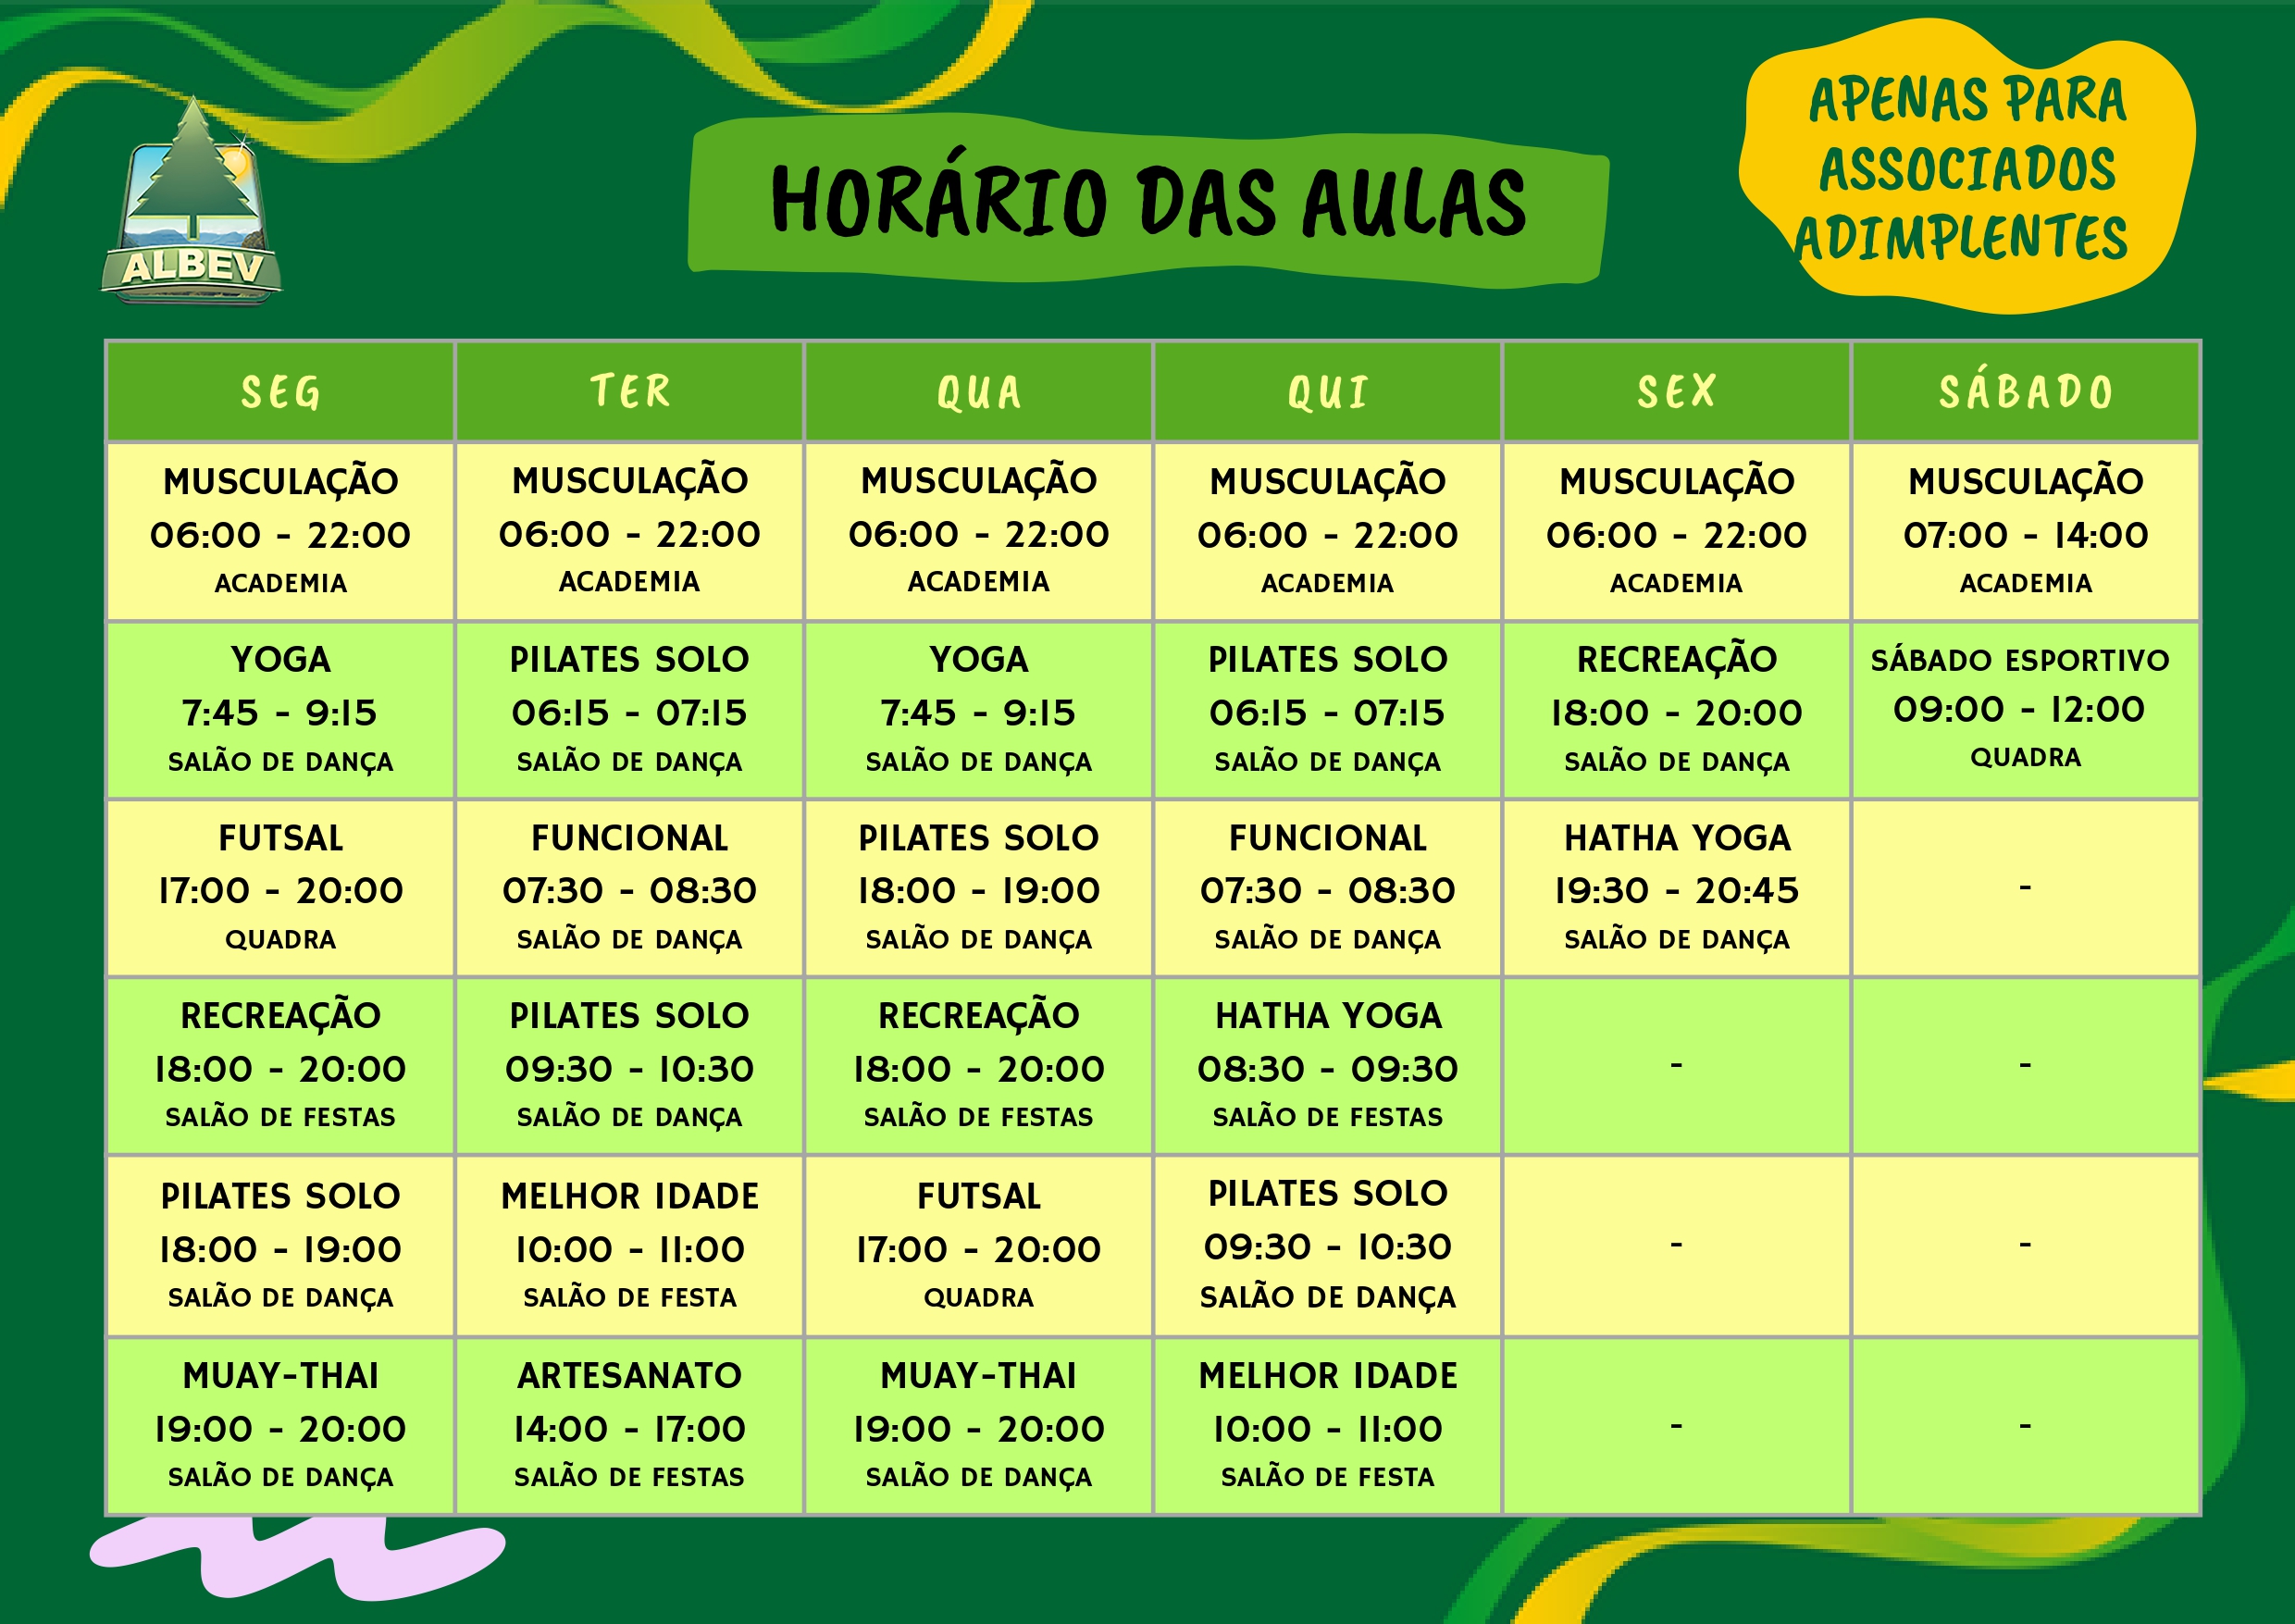 ALBEV
HORÁRIO DAS AULAS
APENAS PARA
ASSOCIADOS
ADIMPLENTES
SEG TER QUA QUI SEX SÁBADO
MUSCULAÇÃO MUSCULAÇÃO MUSCULAÇÃO MUSCULAÇÃO MUSCULAÇÃO MUSCULAÇÃO
06:00 - 22:00 06:00 - 22:00 06:00 - 22:00 06:00 - 22:00 06:00 - 22:00 07:00 - 14:00
ACADEMIA ACADEMIA ACADEMIA ACADEMIA ACADEMIA ACADEMIA
YOGA PILATES SOLO YOGA PILATES SOLO RECREAÇÃO SÁBADO ESPORTIVO
7:45 - 9:15 06:15 - 07:15 7:45 - 9:15 06:15 - 07:15 18:00 - 20:00 09:00 - 12:00
SALÃO DE DANÇA SALÃO DE DANÇA SALÃO DE DANÇA SALÃO DE DANÇA SALÃO DE DANÇA QUADRA
FUTSAL FUNCIONAL PILATES SOLO FUNCIONAL HATHA YOGA
17:00 - 20:00 07:30 - 08:30 18:00 - 19:00 07:30 - 08:30 19:30 - 20:45 -
QUADRA SALÃO DE DANÇA SALÃO DE DANÇA SALÃO DE DANÇA SALÃO DE DANÇA
RECREAÇÃO PILATES SOLO RECREAÇÃO HATHA YOGA
18:00 - 20:00 09:30 - 10:30 18:00 - 20:00 08:30 - 09:30 - -
SALÃO DE FESTAS SALÃO DE DANÇA SALÃO DE FESTAS SALÃO DE FESTAS
PILATES SOLO MELHOR IDADE FUTSAL PILATES SOLO
18:00 - 19:00 10:00 - 11:00 17:00 - 20:00 09:30 - 10:30 - -
SALÃO DE DANÇA SALÃO DE FESTA QUADRA SALÃO DE DANÇA
MUAY-THAI ARTESANATO MUAY-THAI MELHOR IDADE
19:00 - 20:00 14:00 - 17:00 19:00 - 20:00 10:00 - 11:00 - -
SALÃO DE DANÇA SALÃO DE FESTAS SALÃO DE DANÇA SALÃO DE FESTA